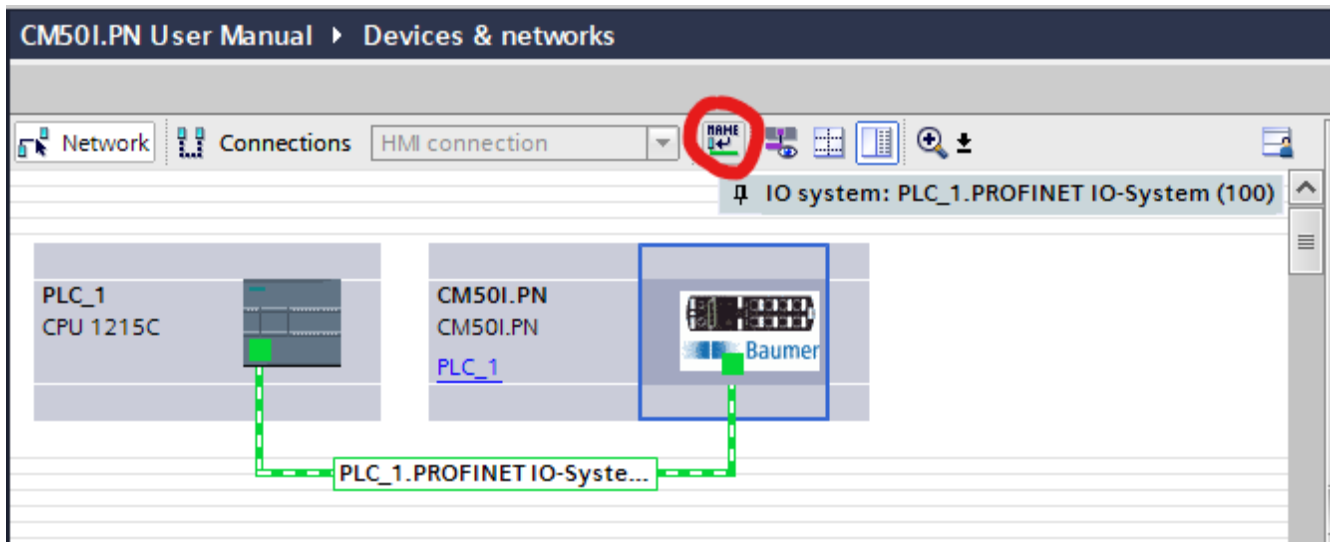 CM50I.PN User Manual ▸ Devices & networks
Network Connections HMI connection NAME
IO system: PLC_1.PROFINET IO-System (100)
PLC_1
CPU 1215C
CM50I.PN
CM50I.PN
PLC_1
Baumer
PLC_1.PROFINET IO-Syste...